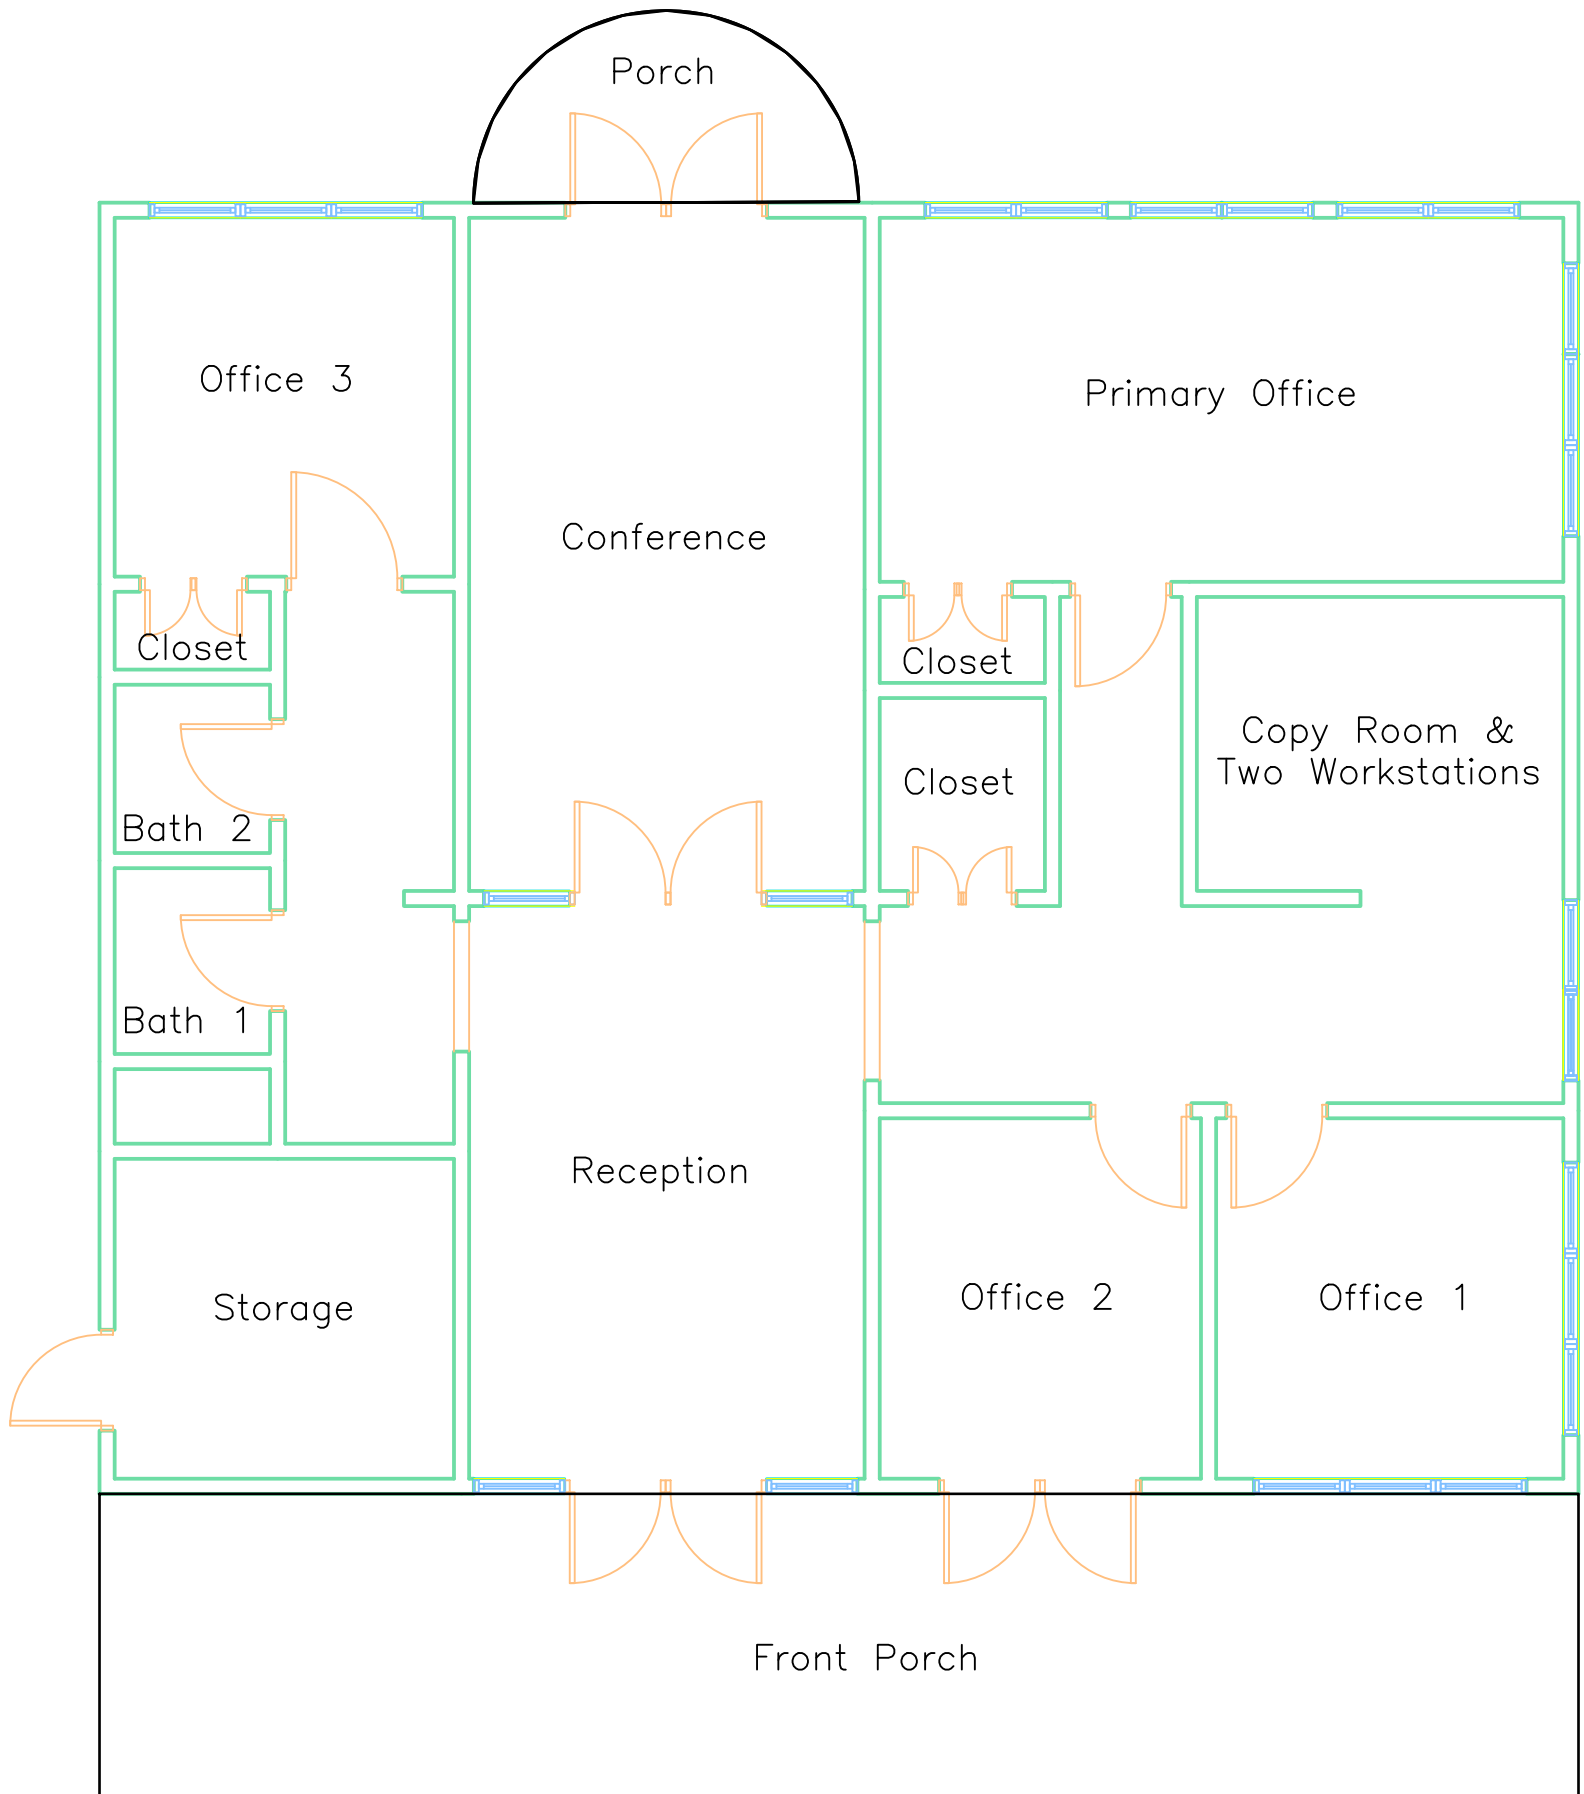 Porch
Office 3
Primary Office
Conference
Closet
Closet
Copy Room &
Two Workstations
Closet
Bath 2
Bath 1
Reception
Office 2
Office 1
Storage
Front Porch